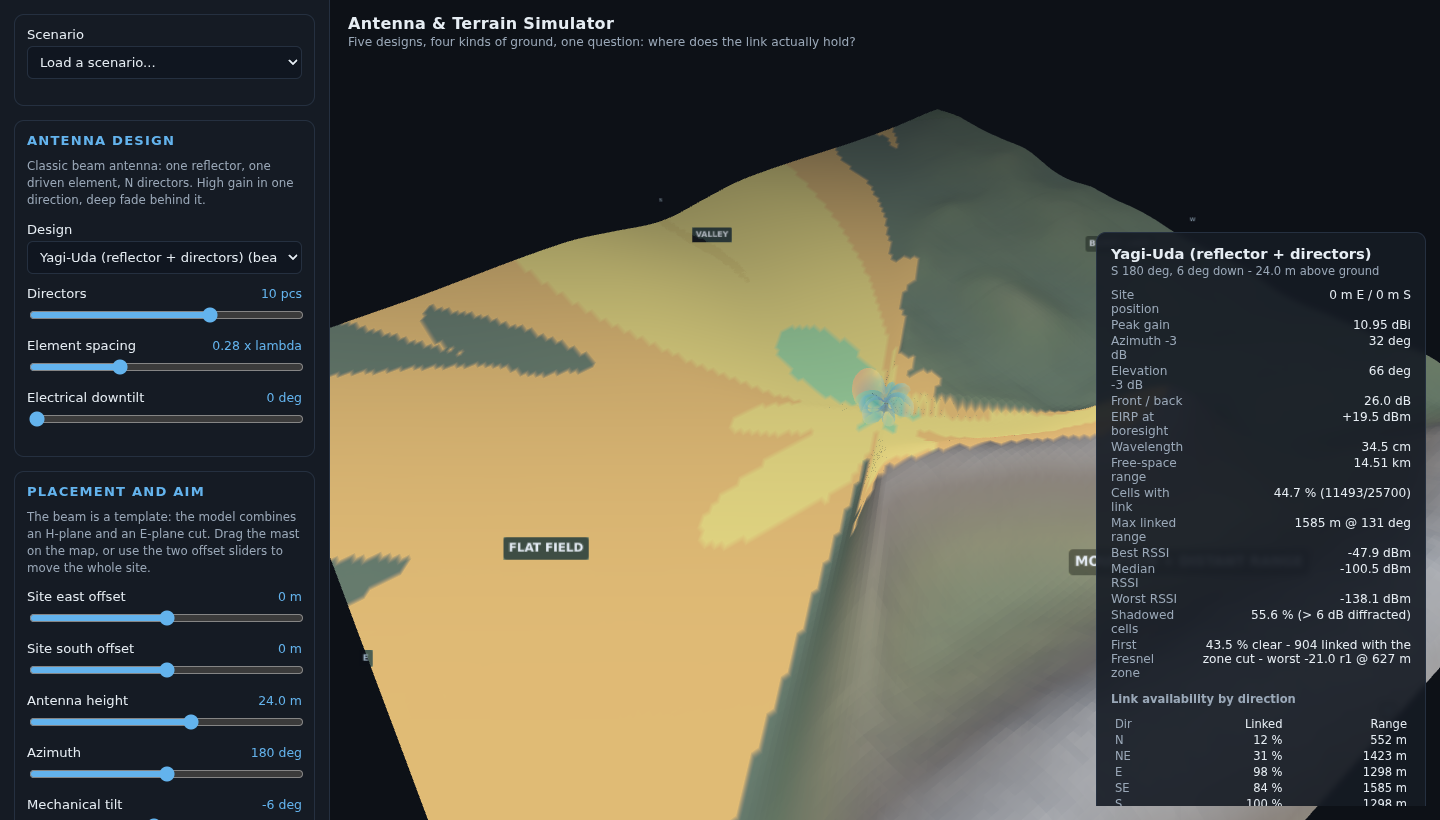 Scenario
Load a scenario...
ANTENNA DESIGN
Classic beam antenna: one reflector, one
driven element, N directors. High gain in one
direction, deep fade behind it.
Design
Yagi-Uda (reflector + directors) (bea
Directors 10 pcs
Element spacing 0.28 x lambda
Electrical downtilt 0 deg
PLACEMENT AND AIM
The beam is a template: the model combines
an H-plane and an E-plane cut. Drag the mast
on the map, or use the two offset sliders to
move the whole site.
Site east offset 0 m
Site south offset 0 m
Antenna height 24.0 m
Azimuth 180 deg
Mechanical tilt -6 deg
Antenna & Terrain Simulator
Five designs, four kinds of ground, one question: where does the link actually hold?
VALLEY
W
B
FLAT FIELD
MO
E
Yagi-Uda (reflector + directors)
S 180 deg, 6 deg down - 24.0 m above ground
Site position 0 m E / 0 m S
Peak gain 10.95 dBi
Azimuth -3 dB 32 deg
Elevation -3 dB 66 deg
Front / back 26.0 dB
EIRP at boresight +19.5 dBm
Wavelength 34.5 cm
Free-space range 14.51 km
Cells with link 44.7 % (11493/25700)
Max linked range 1585 m @ 131 deg
Best RSSI -47.9 dBm
Median RSSI -100.5 dBm
Worst RSSI -138.1 dBm
Shadowed cells 55.6 % (> 6 dB diffracted)
First Fresnel zone 43.5 % clear - 904 linked with the zone cut - worst -21.0 r1 @ 627 m
Link availability by direction
Dir Linked Range
N 12 % 552 m
NE 31 % 1423 m
E 98 % 1298 m
SE 84 % 1585 m
S 100 % 1298 m